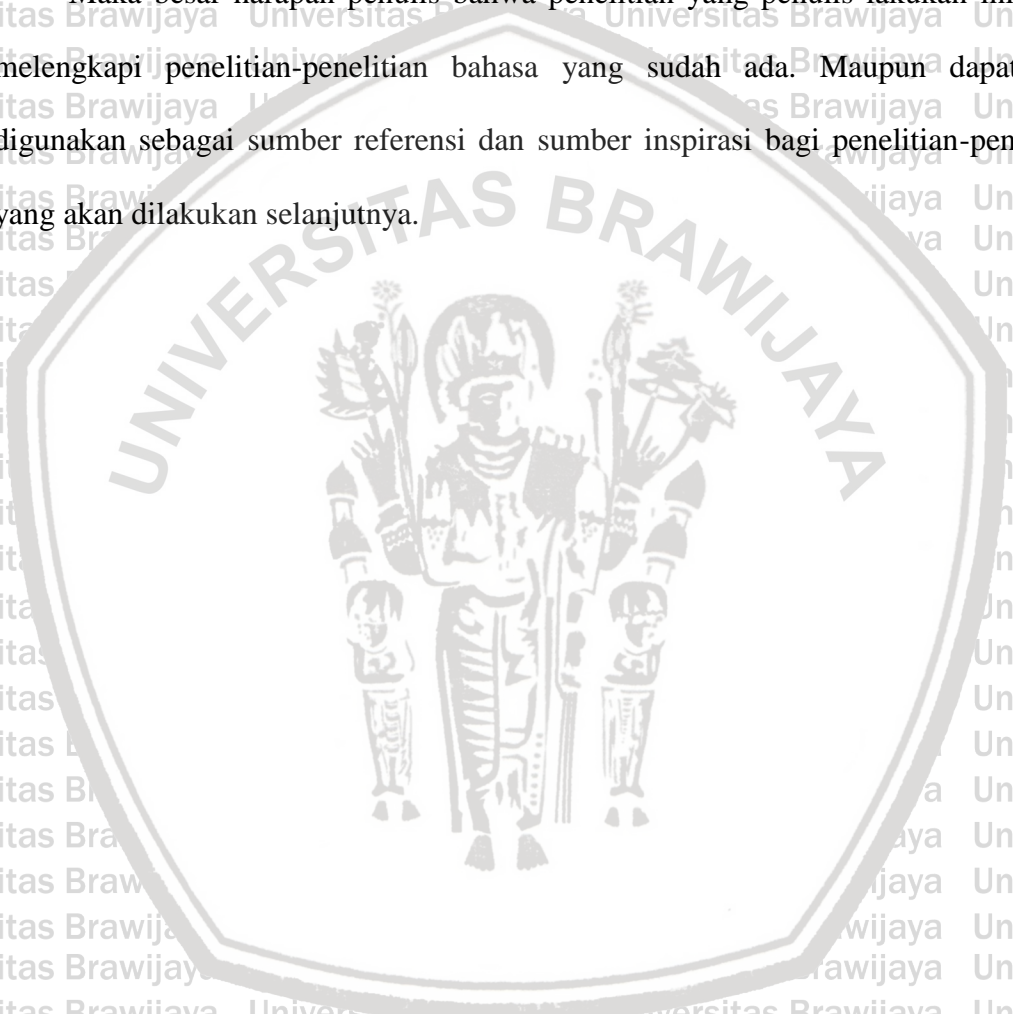 Maka besar harapan penulis bahwa penelitian yang penulis lakukan ini
melengkapi penelitian-penelitian bahasa yang sudah ada. Maupun dapat
digunakan sebagai sumber referensi dan sumber inspirasi bagi penelitian-pen
yang akan dilakukan selanjutnya.
UNIVERSITAS BRAWIJAYA